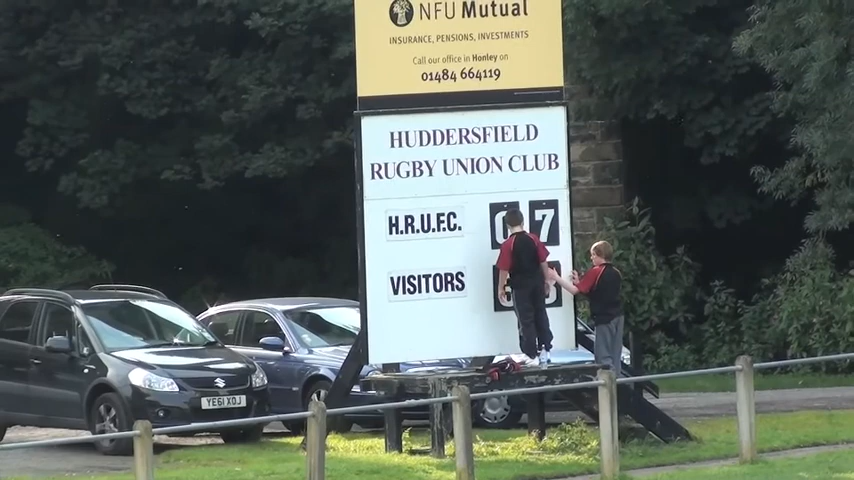 NFU Mutual
INSURANCE, PENSIONS, INVESTMENTS
Call our office in Honley on
01484 664119
HUDDERSFIELD
RUGBY UNION CLUB
H.R.U.F.C. 07
VISITORS
YE61 XOJ